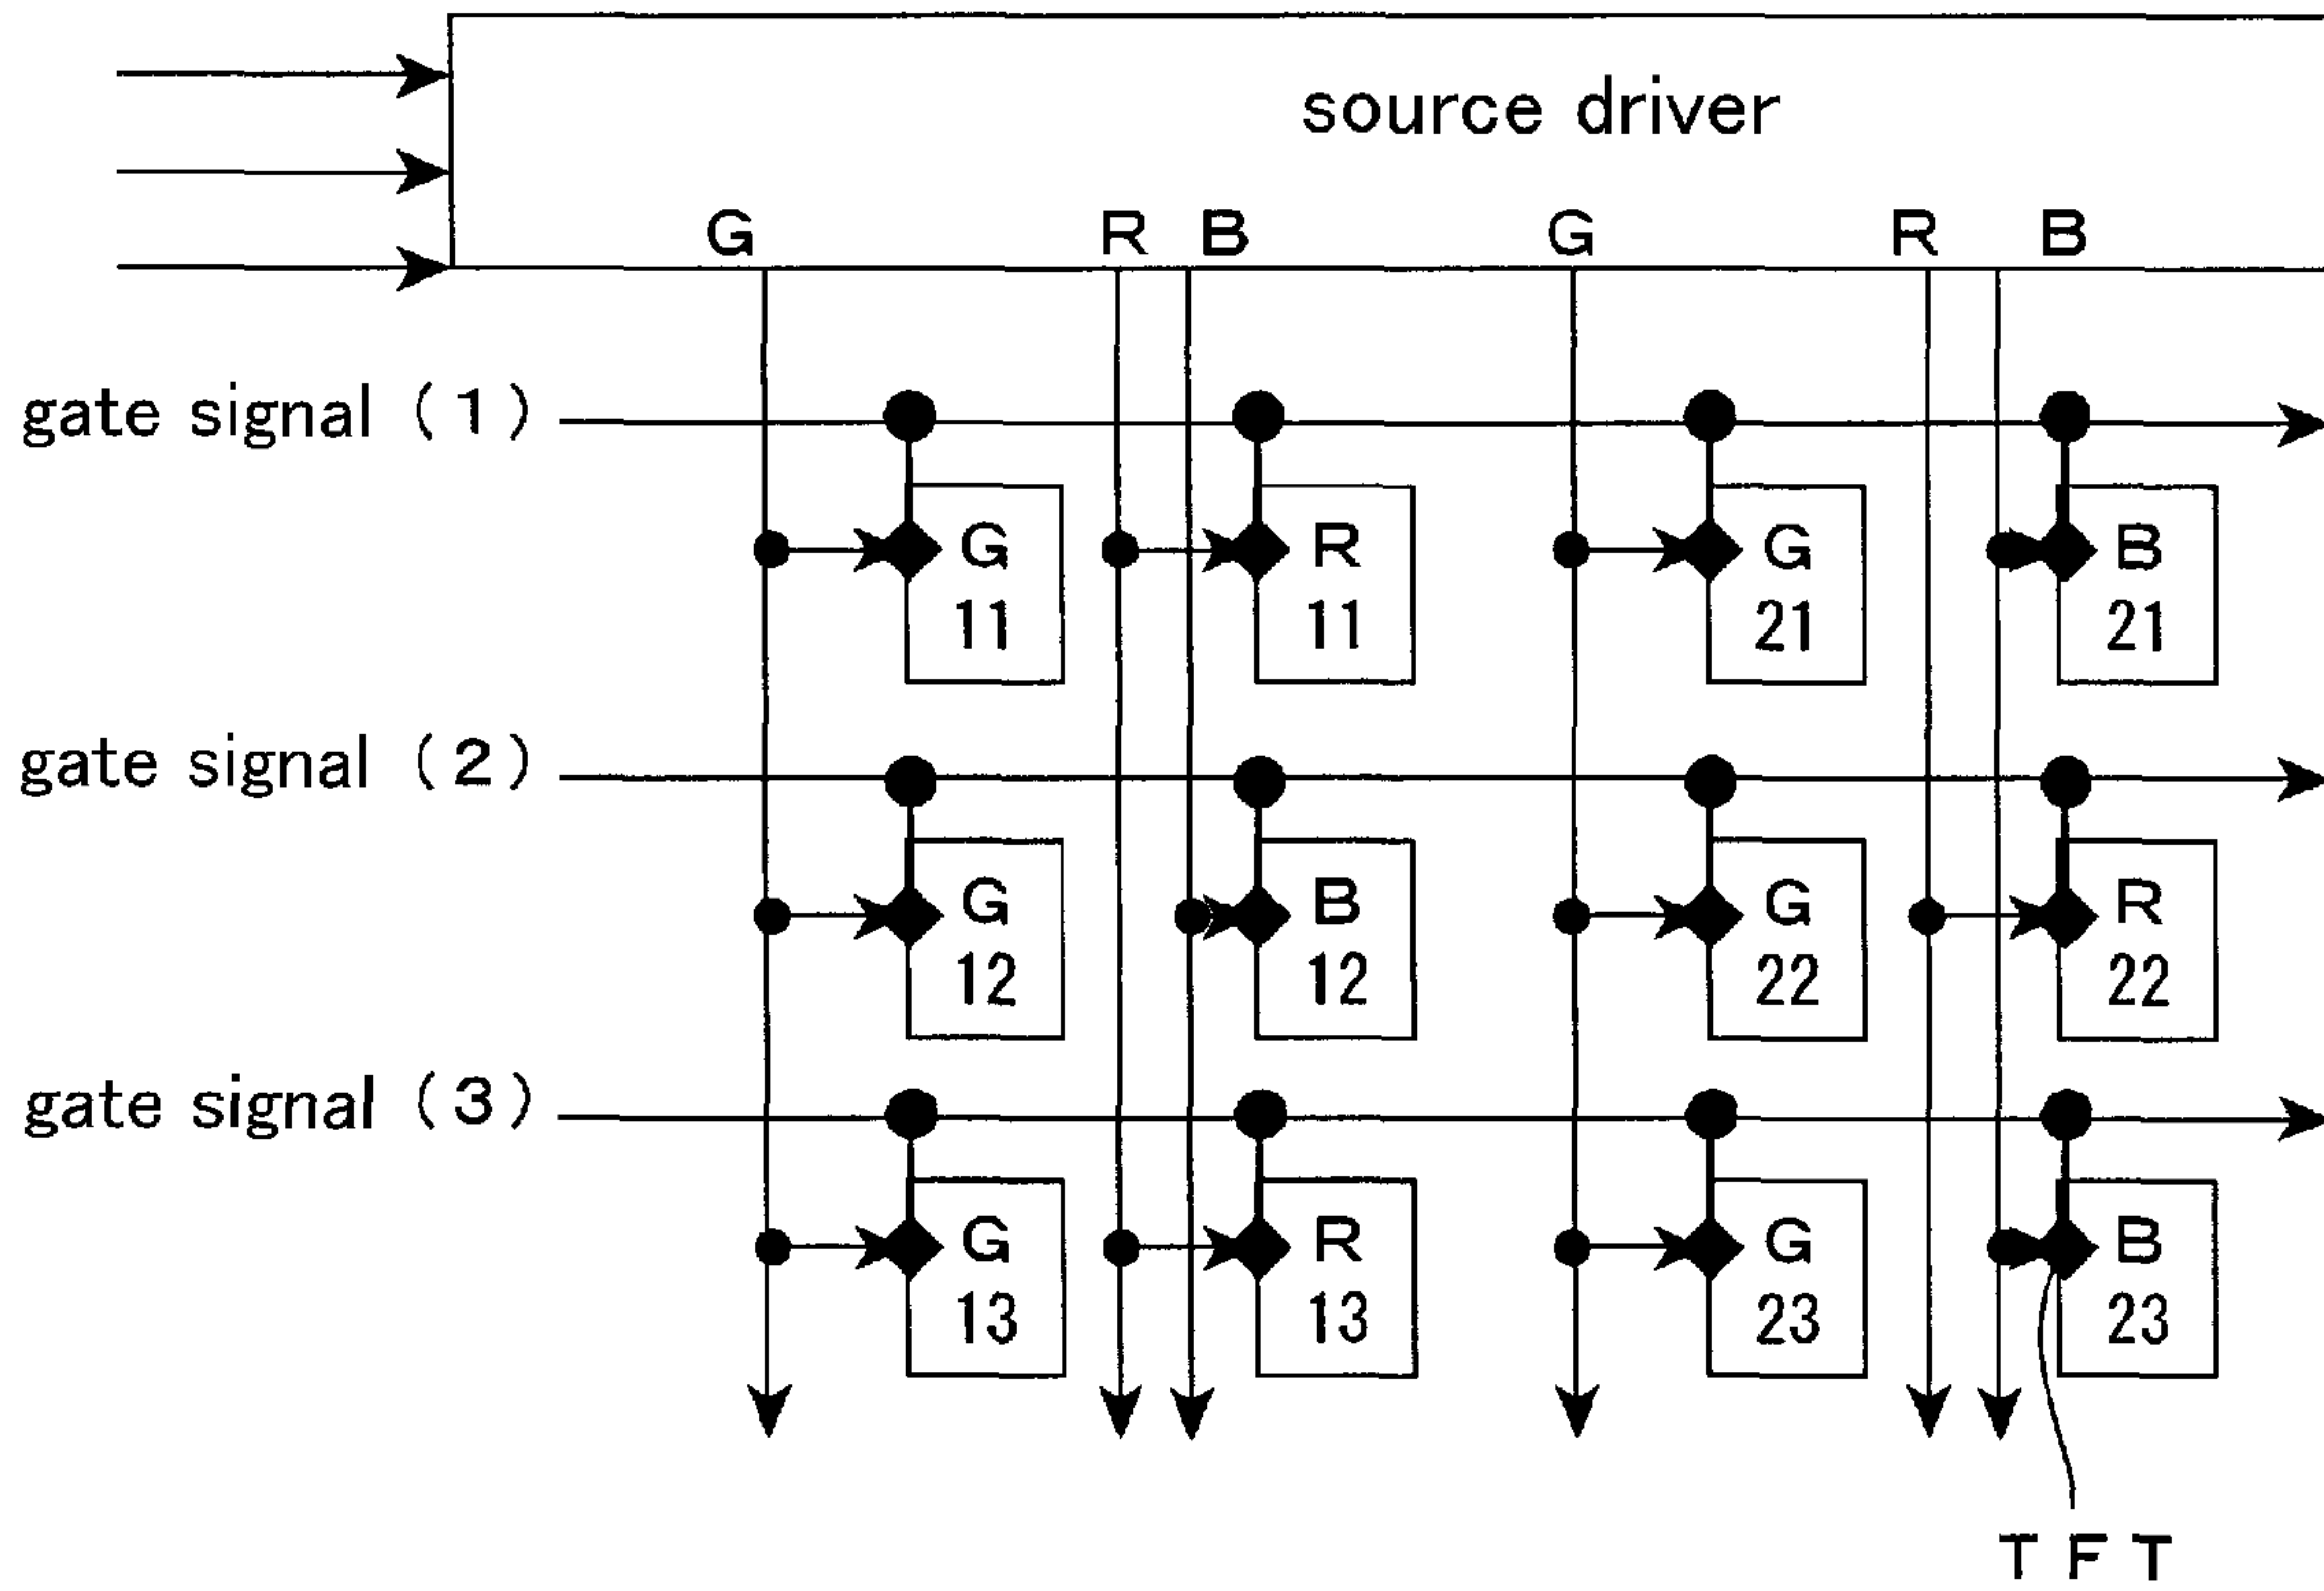 source driver
G R B G R B
gate signal (1)
G R G B
11 11 21 21
gate signal (2)
G B G R
12 12 22 22
gate signal (3)
G R G B
13 13 23 23
TFT